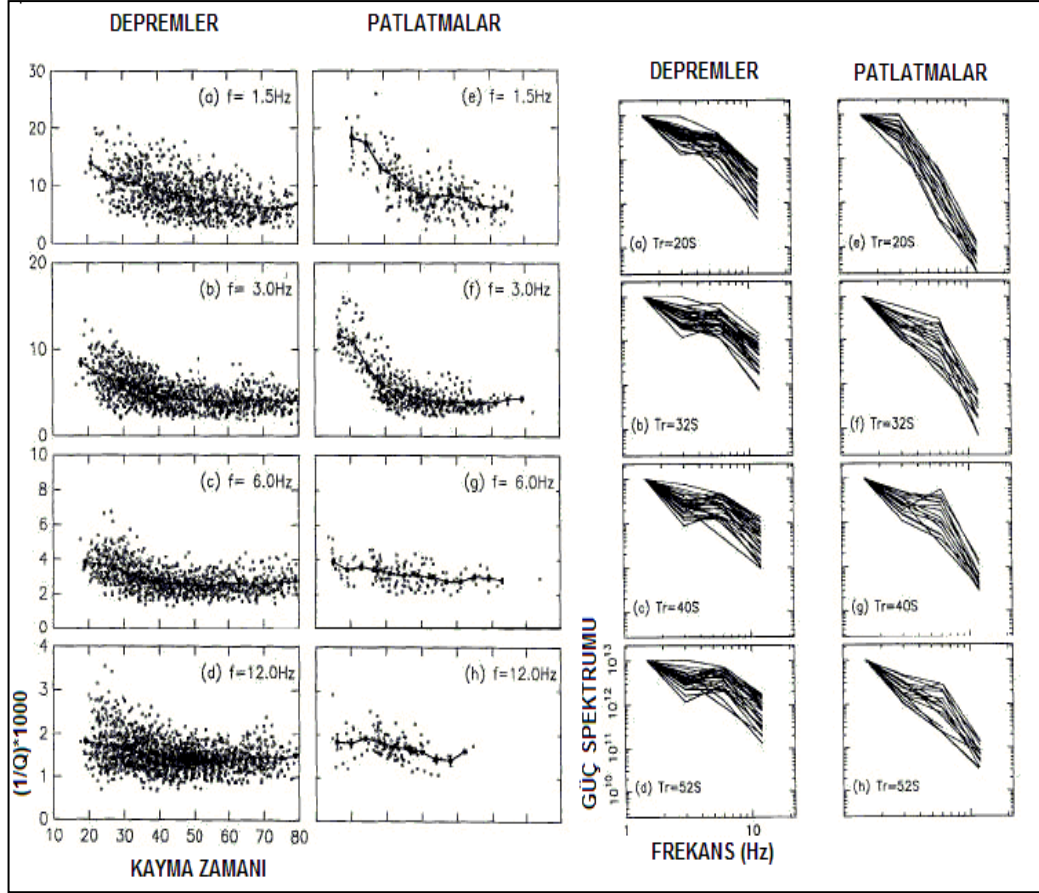 DEPREMLER
PATLATMALAR
30
20
10
0
(a) f= 1.5Hz
(e) f= 1.5Hz
20
10
0
(b) f= 3.0Hz
(f) f= 3.0Hz
10
8
6
4
2
0
(c) f= 6.0Hz
(g) f= 6.0Hz
4
3
2
1
0
(d) f=12.0Hz
(h) f=12.0Hz
(1/Q)*1000
10 20 30 40 50 60 70 80
KAYMA ZAMANI
DEPREMLER
PATLATMALAR
(a) Tr=20S
(e) Tr=20S
(b) Tr=32S
(f) Tr=32S
(c) Tr=40S
(g) Tr=40S
GÜÇ SPEKTRUMU
10¹³
10¹²
10¹¹
10¹⁰
(d) Tr=52S
(h) Tr=52S
1 10
FREKANS (Hz)